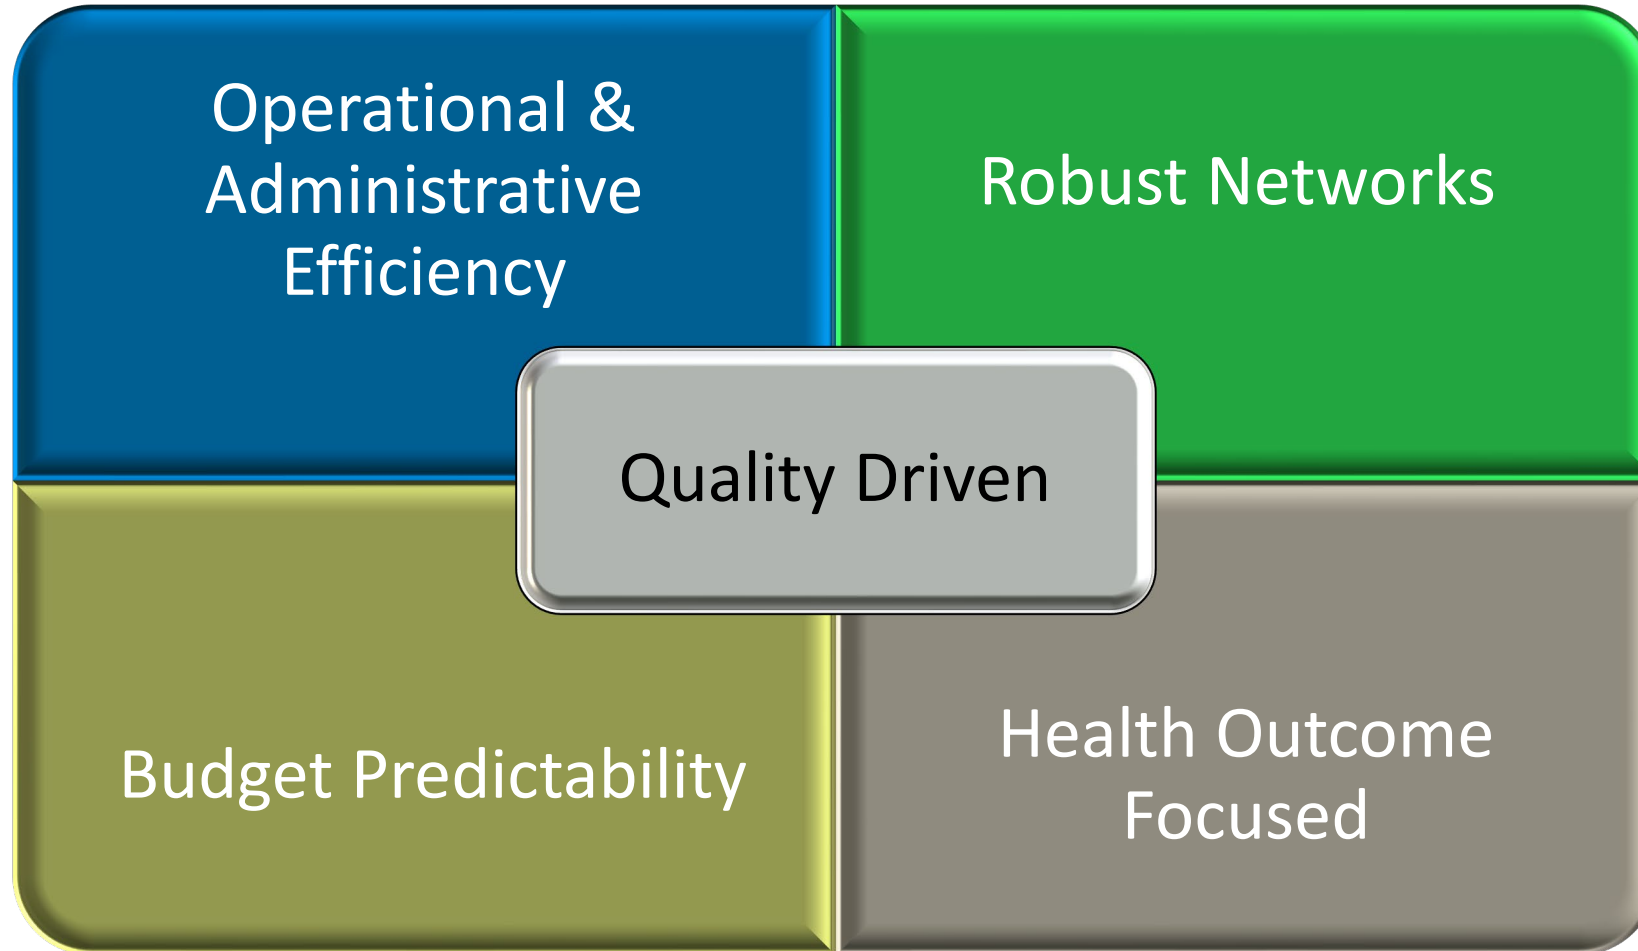 Operational &
Administrative
Efficiency
Robust Networks
Quality Driven
Budget Predictability
Health Outcome
Focused